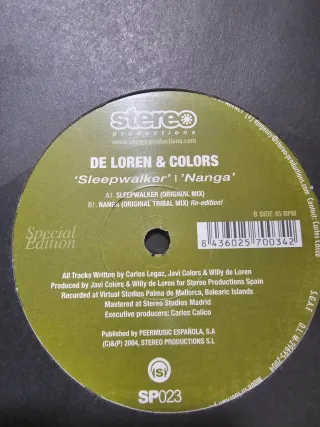 stereo
productions
www.stereo-productions.com
DE LOREN & COLORS
'Sleepwalker' | 'Nanga'
A1: SLEEPWALKER (ORIGINAL MIX)
B1. NANGA (ORIGINAL TRIBAL MIX) Re-edition!
B SIDE 45 RPM
8 436025 700342
Special
Edition
All Tracks Written by Carlos Legaz, Javi Colors & Willy de Loren
Produced by Javi Colors & Willy de Loren for Stereo Productions Spain
Recorded at Virtual Studios Palma de Mallorca, Balearic Islands
Mastered at Stereo Studios Madrid
Executive producers: Carlos Calico
Published by PEERMUSIC ESPAÑOLA, S.A
(C)&(P) 2004, STEREO PRODUCTIONS S.L
SP023
Contact: Carlos Calico
S.G.A.E